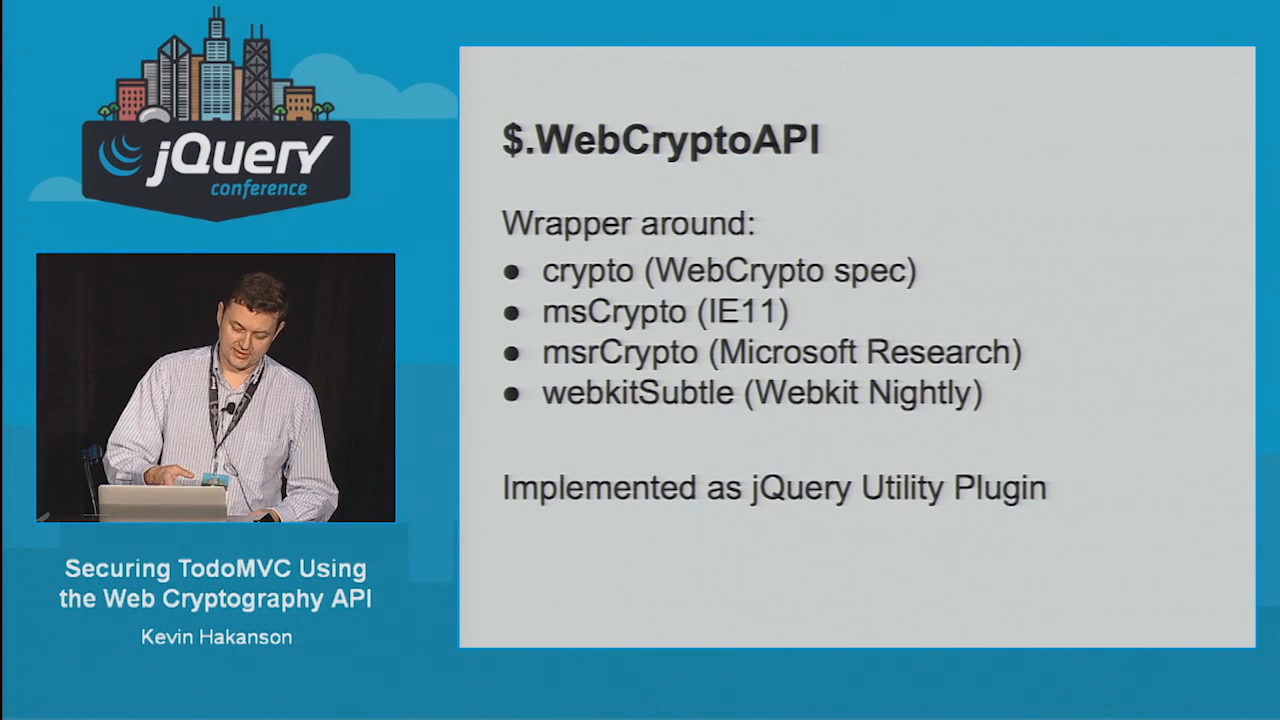 jQuery
conference
$.WebCryptoAPI
Wrapper around:
● crypto (WebCrypto spec)
● msCrypto (IE11)
● msrCrypto (Microsoft Research)
● webkitSubtle (Webkit Nightly)
Implemented as jQuery Utility Plugin
Securing TodoMVC Using
the Web Cryptography API
Kevin Hakanson